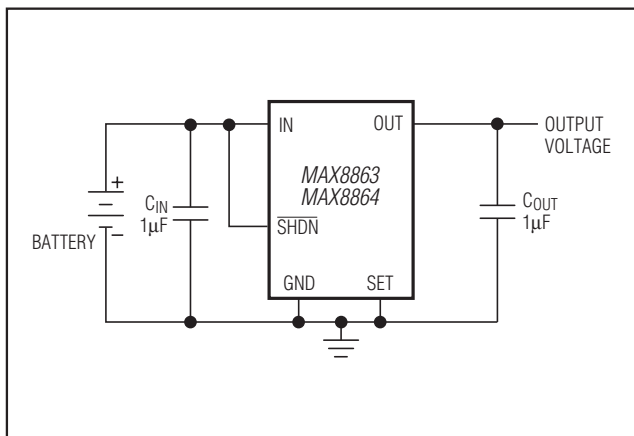 IN
OUT
OUTPUT
VOLTAGE
MAX8863
MAX8864
+
CIN
1μF
BATTERY
−
SHDN
COUT
1μF
GND
SET